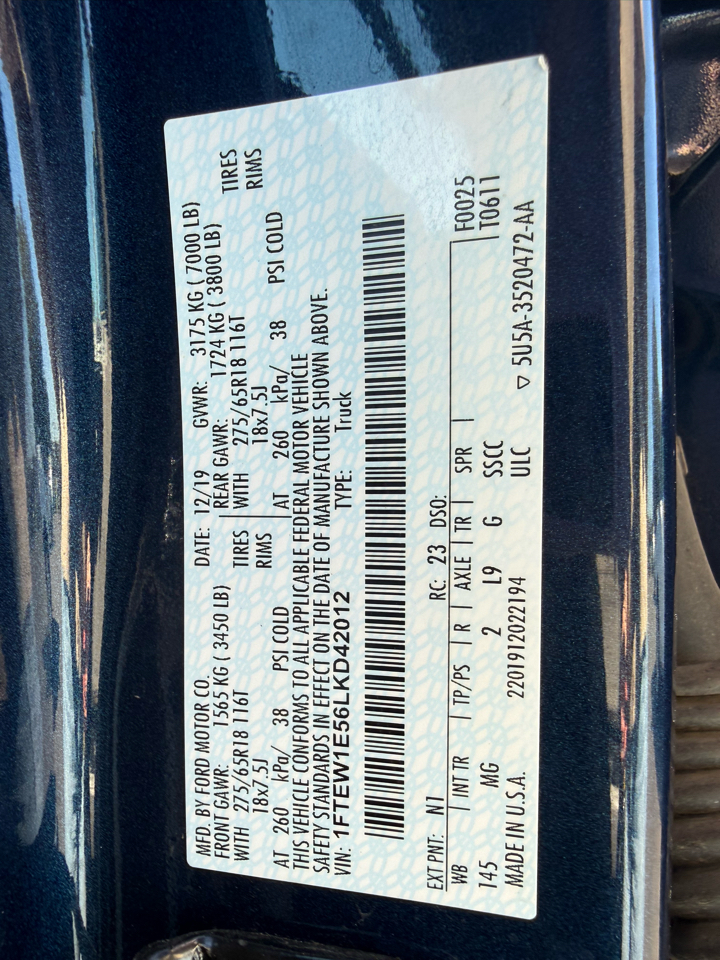 MFD. BY FORD MOTOR CO. DATE: 12/19 GVWR: 3175 KG ( 7000 LB)
FRONT GAWR: 1565 KG ( 3450 LB) REAR GAWR: 1724 KG ( 3800 LB)
WITH 275/65R18 116T TIRES WITH 275/65R18 116T TIRES
18x7.5J RIMS 18x7.5J RIMS
AT 260 kPa/ 38 PSI COLD AT 260 kPa/ 38 PSI COLD
THIS VEHICLE CONFORMS TO ALL APPLICABLE FEDERAL MOTOR VEHICLE
SAFETY STANDARDS IN EFFECT ON THE DATE OF MANUFACTURE SHOWN ABOVE.
VIN: 1FTEW1E56LKD42012 TYPE: Truck
EXT PNT: N1 RC: 23 DSO:
WB INT TR TP/PS R AXLE TR SPR F0025
145 MG 2 L9 G SSCC T0611
MADE IN U.S.A. 2201912022194 ULC ▽ 5U5A-3520472-AA